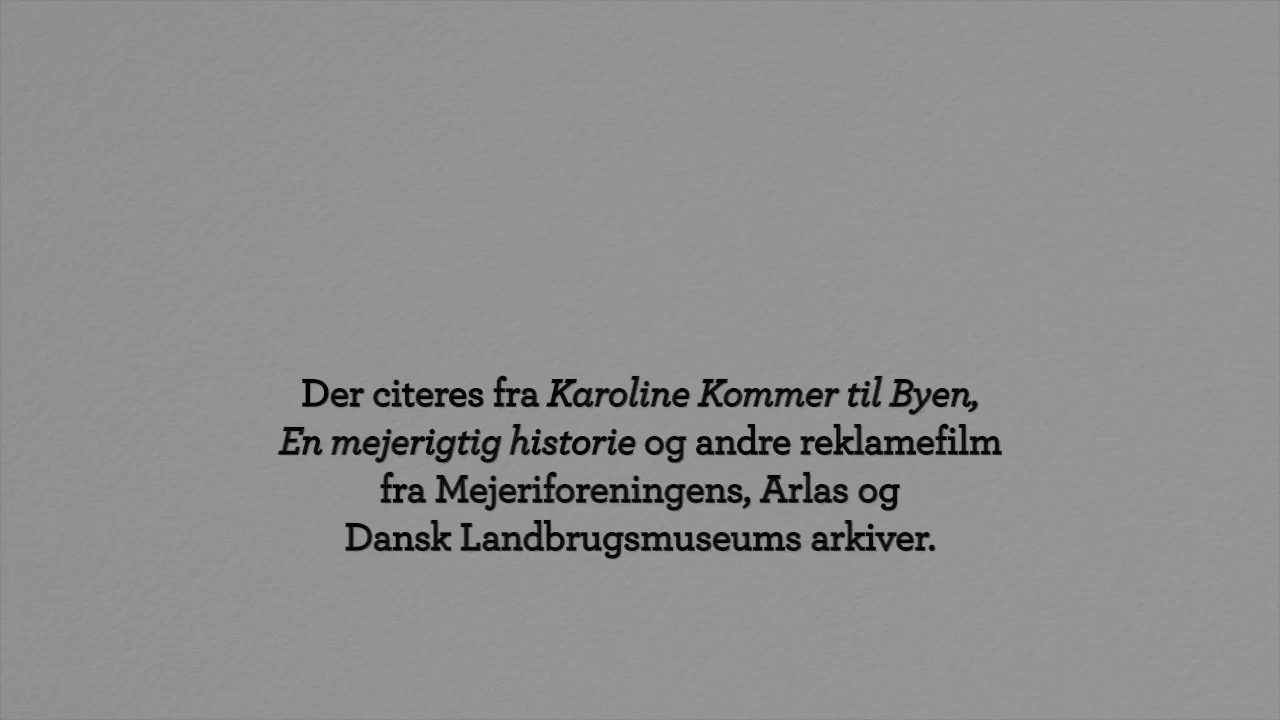 Der citeres fra Karoline Kommer til Byen,
En mejerigtig historie og andre reklamefilm
fra Mejeriforeningens, Arlas og
Dansk Landbrugsmuseums arkiver.